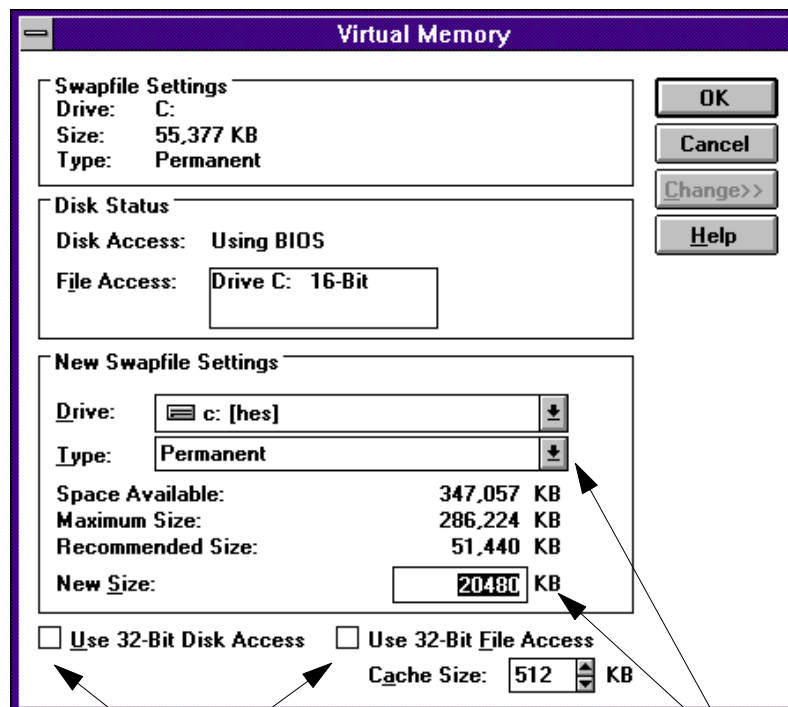 Virtual Memory
Swapfile Settings
Drive: C:
Size: 55,377 KB
Type: Permanent
OK
Cancel
Change>>
Help
Disk Status
Disk Access: Using BIOS
File Access: Drive C: 16-Bit
New Swapfile Settings
Drive: c: [hes]
Type: Permanent
Space Available: 347,057 KB
Maximum Size: 286,224 KB
Recommended Size: 51,440 KB
New Size: 20480 KB
Use 32-Bit Disk Access Use 32-Bit File Access
Cache Size: 512 KB